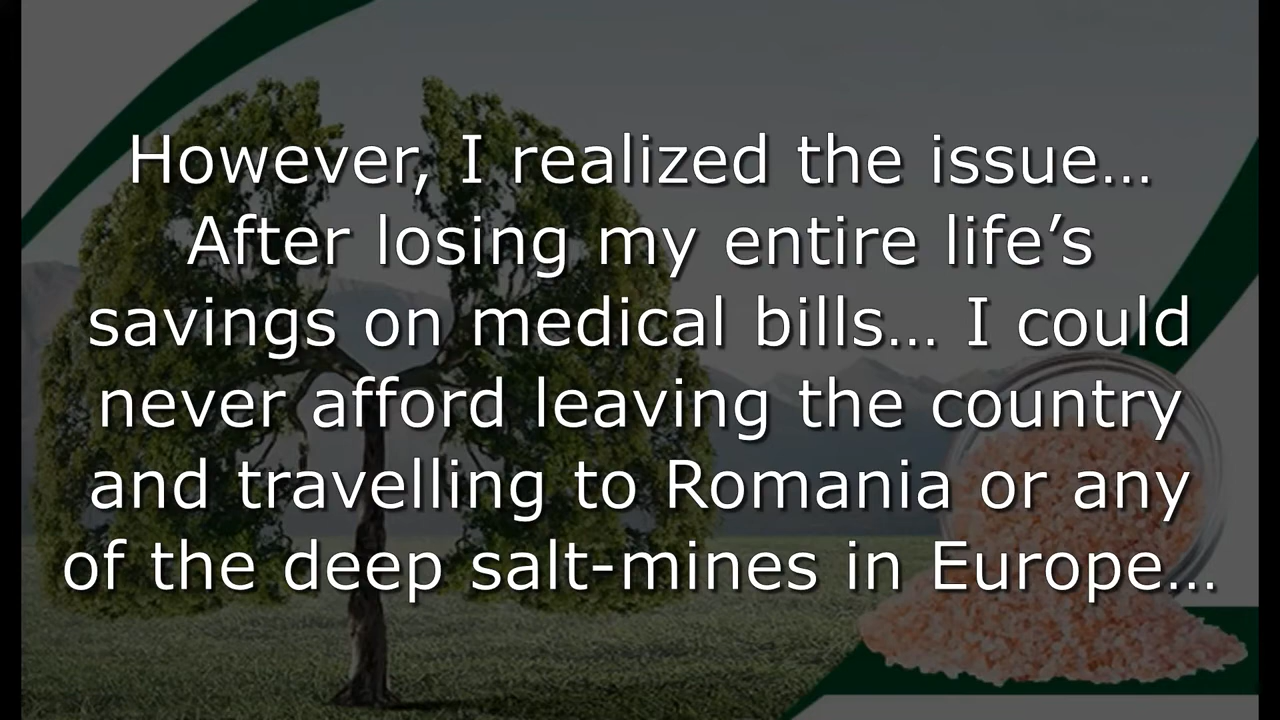 However, I realized the issue…
After losing my entire life’s
savings on medical bills… I could
never afford leaving the country
and travelling to Romania or any
of the deep salt-mines in Europe…